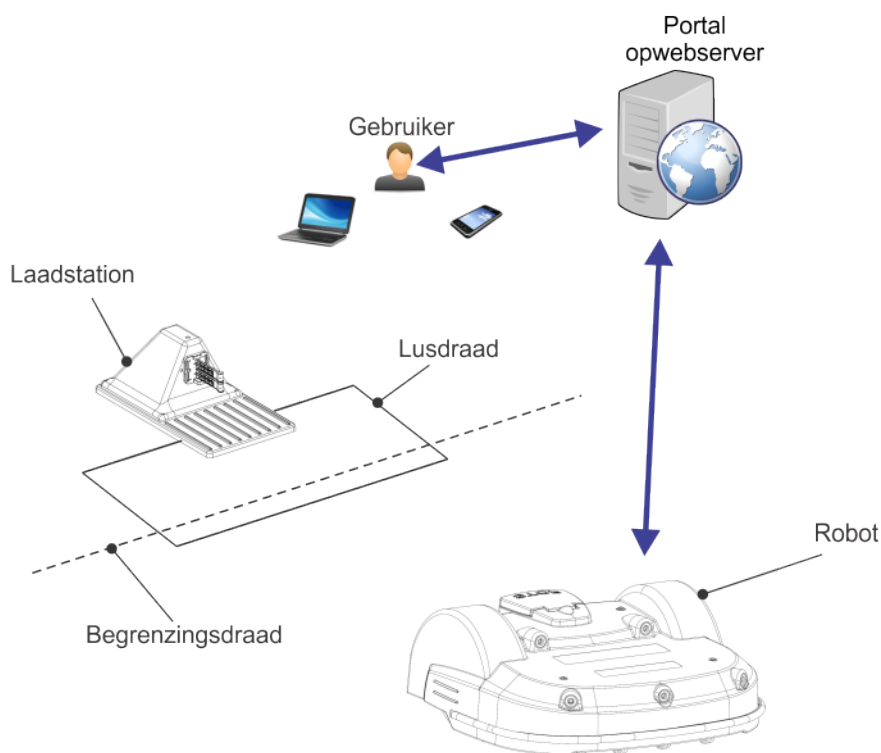 Portal
opwebserver
Gebruiker
Laadstation
Lusdraad
Robot
Begrenzingsdraad